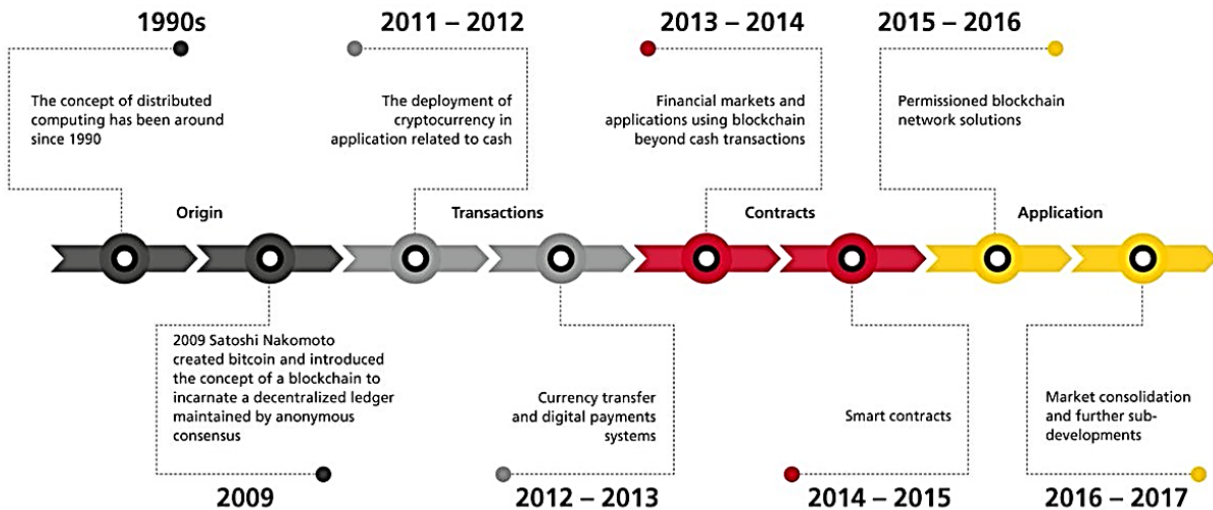 1990s
2011 – 2012
2013 – 2014
2015 – 2016
The concept of distributed
computing has been around
since 1990
The deployment of
cryptocurrency in
application related to cash
Financial markets and
applications using blockchain
beyond cash transactions
Permissioned blockchain
network solutions
Origin
Transactions
Contracts
Application
2009 Satoshi Nakomoto
created bitcoin and introduced
the concept of a blockchain to
incarnate a decentralized ledger
maintained by anonymous
consensus
Currency transfer
and digital payments
systems
Smart contracts
Market consolidation
and further sub-
developments
2009
2012 – 2013
2014 – 2015
2016 – 2017